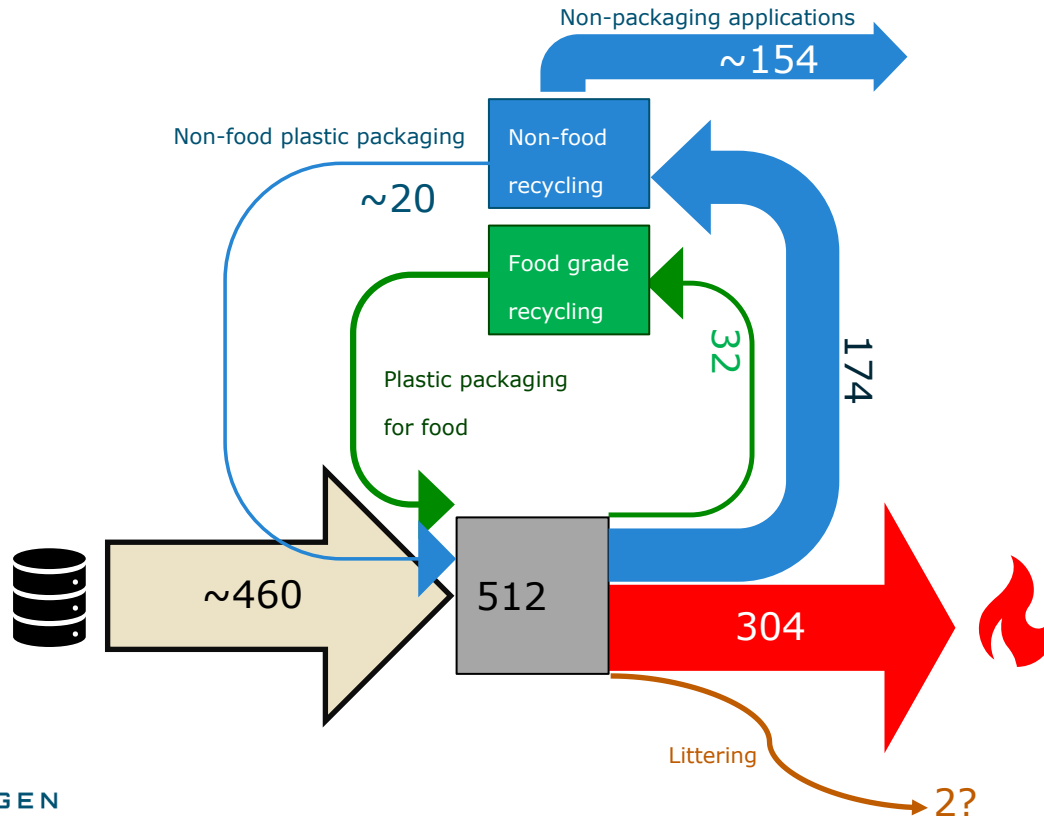 Non-packaging applications
~154
Non-food plastic packaging
Non-food
recycling
~20
Food grade
recycling
32
174
Plastic packaging
for food
~460
512
304
Littering
2?
GEN